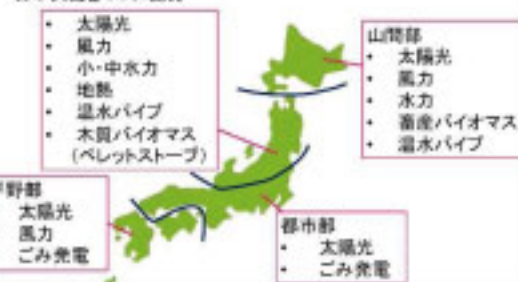 ・ 太陽光
・ 風力
・ 小・中水力
・ 地熱
・ 温水パイプ
・ 木質バイオマス
(ペレットストーブ)
山間部
・ 太陽光
・ 風力
・ 水力
・ 畜産バイオマス
・ 温水パイプ
野部
太陽光
風力
ごみ発電
都市部
・ 太陽光
・ ごみ発電